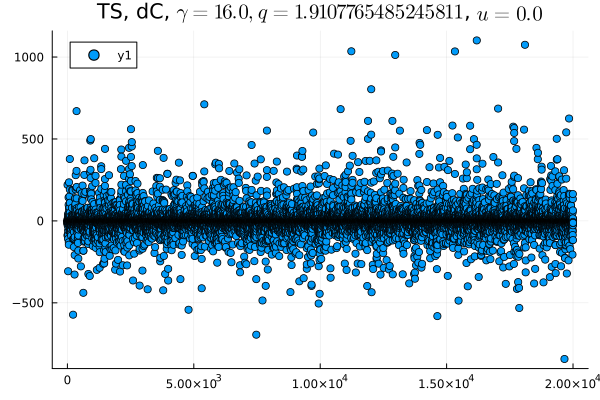 TS, dC, γ = 16.0, q = 1.9107765485245811, u = 0.0
y1
1000
500
0
−500
0 5.00×10³ 1.00×10⁴ 1.50×10⁴ 2.00×10⁴